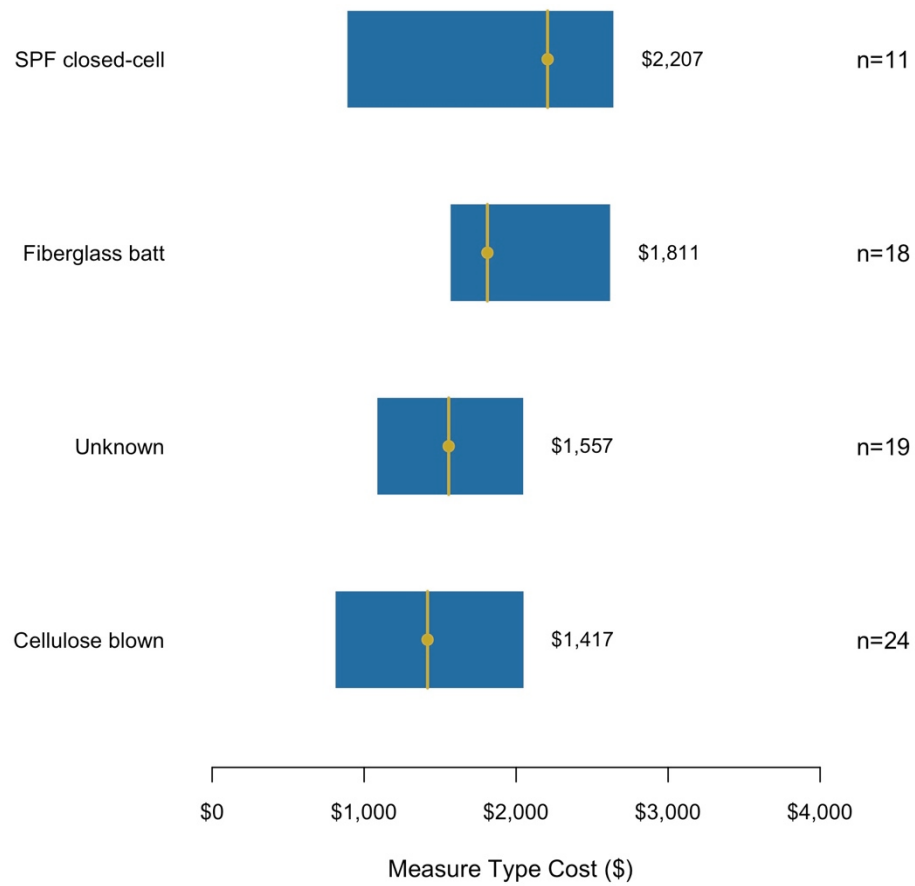 SPF closed-cell $2,207 n=11
Fiberglass batt $1,811 n=18
Unknown $1,557 n=19
Cellulose blown $1,417 n=24
$0 $1,000 $2,000 $3,000 $4,000
Measure Type Cost ($)